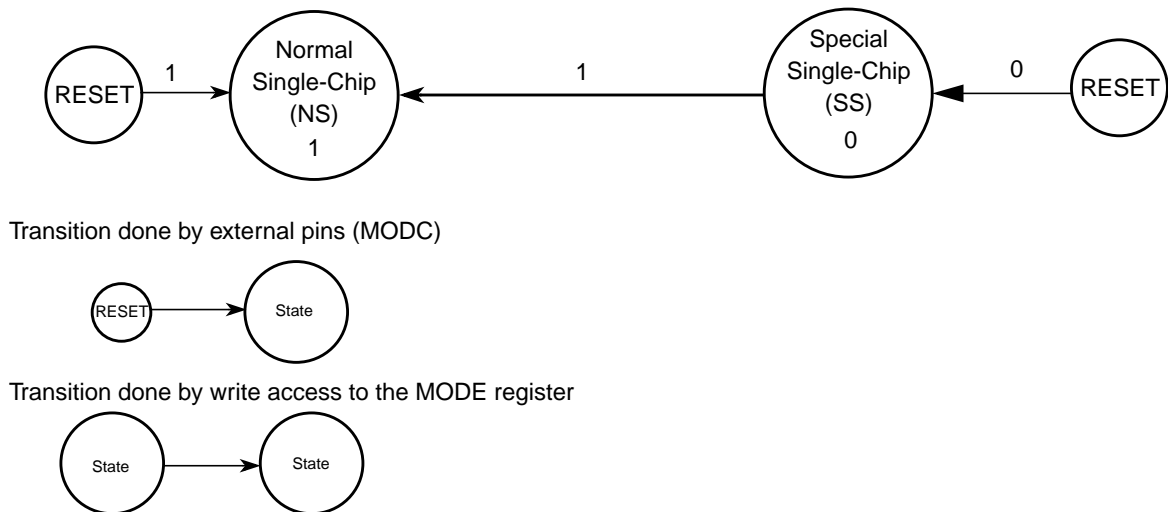 RESET
1
Normal
Single-Chip
(NS)
1
1
Special
Single-Chip
(SS)
0
0
RESET
Transition done by external pins (MODC)
RESET
State
Transition done by write access to the MODE register
State
State